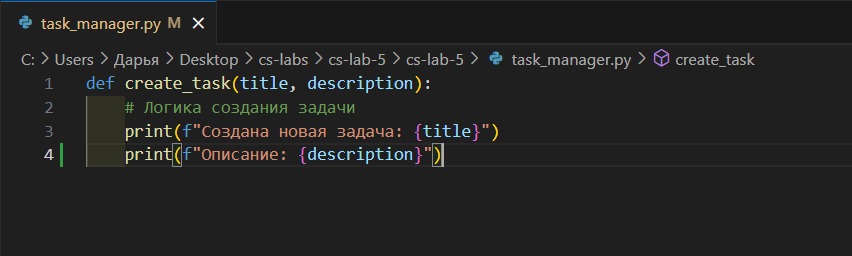 task_manager.py M
C: > Users > Дарья > Desktop > cs-labs > cs-lab-5 > cs-lab-5 > task_manager.py > create_task
1 def create_task(title, description):
2 # Логика создания задачи
3 print(f"Создана новая задача: {title}")
4 print(f"Описание: {description}")